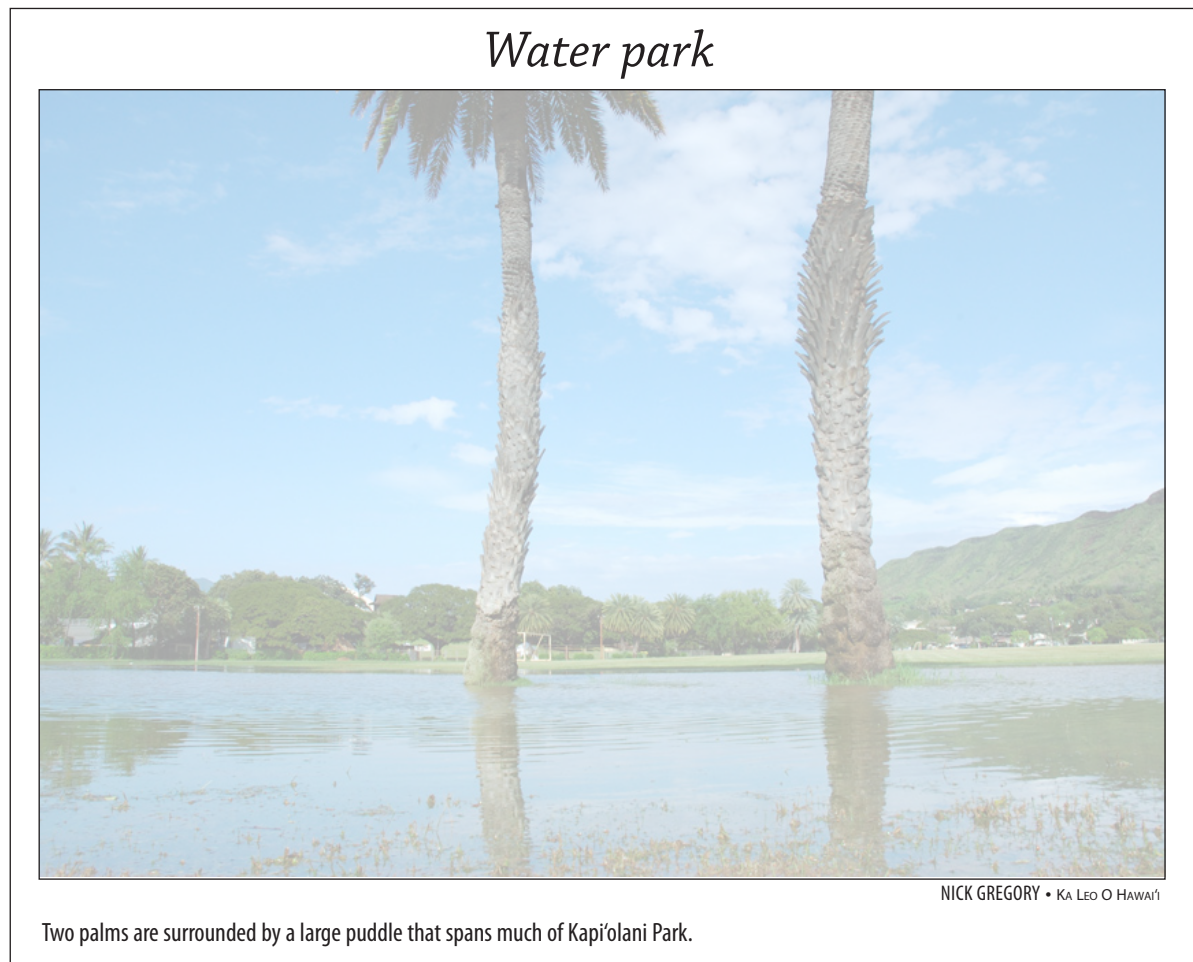 Water park
NICK GREGORY • KA LEO O HAWAI‘I
Two palms are surrounded by a large puddle that spans much of Kapi‘olani Park.